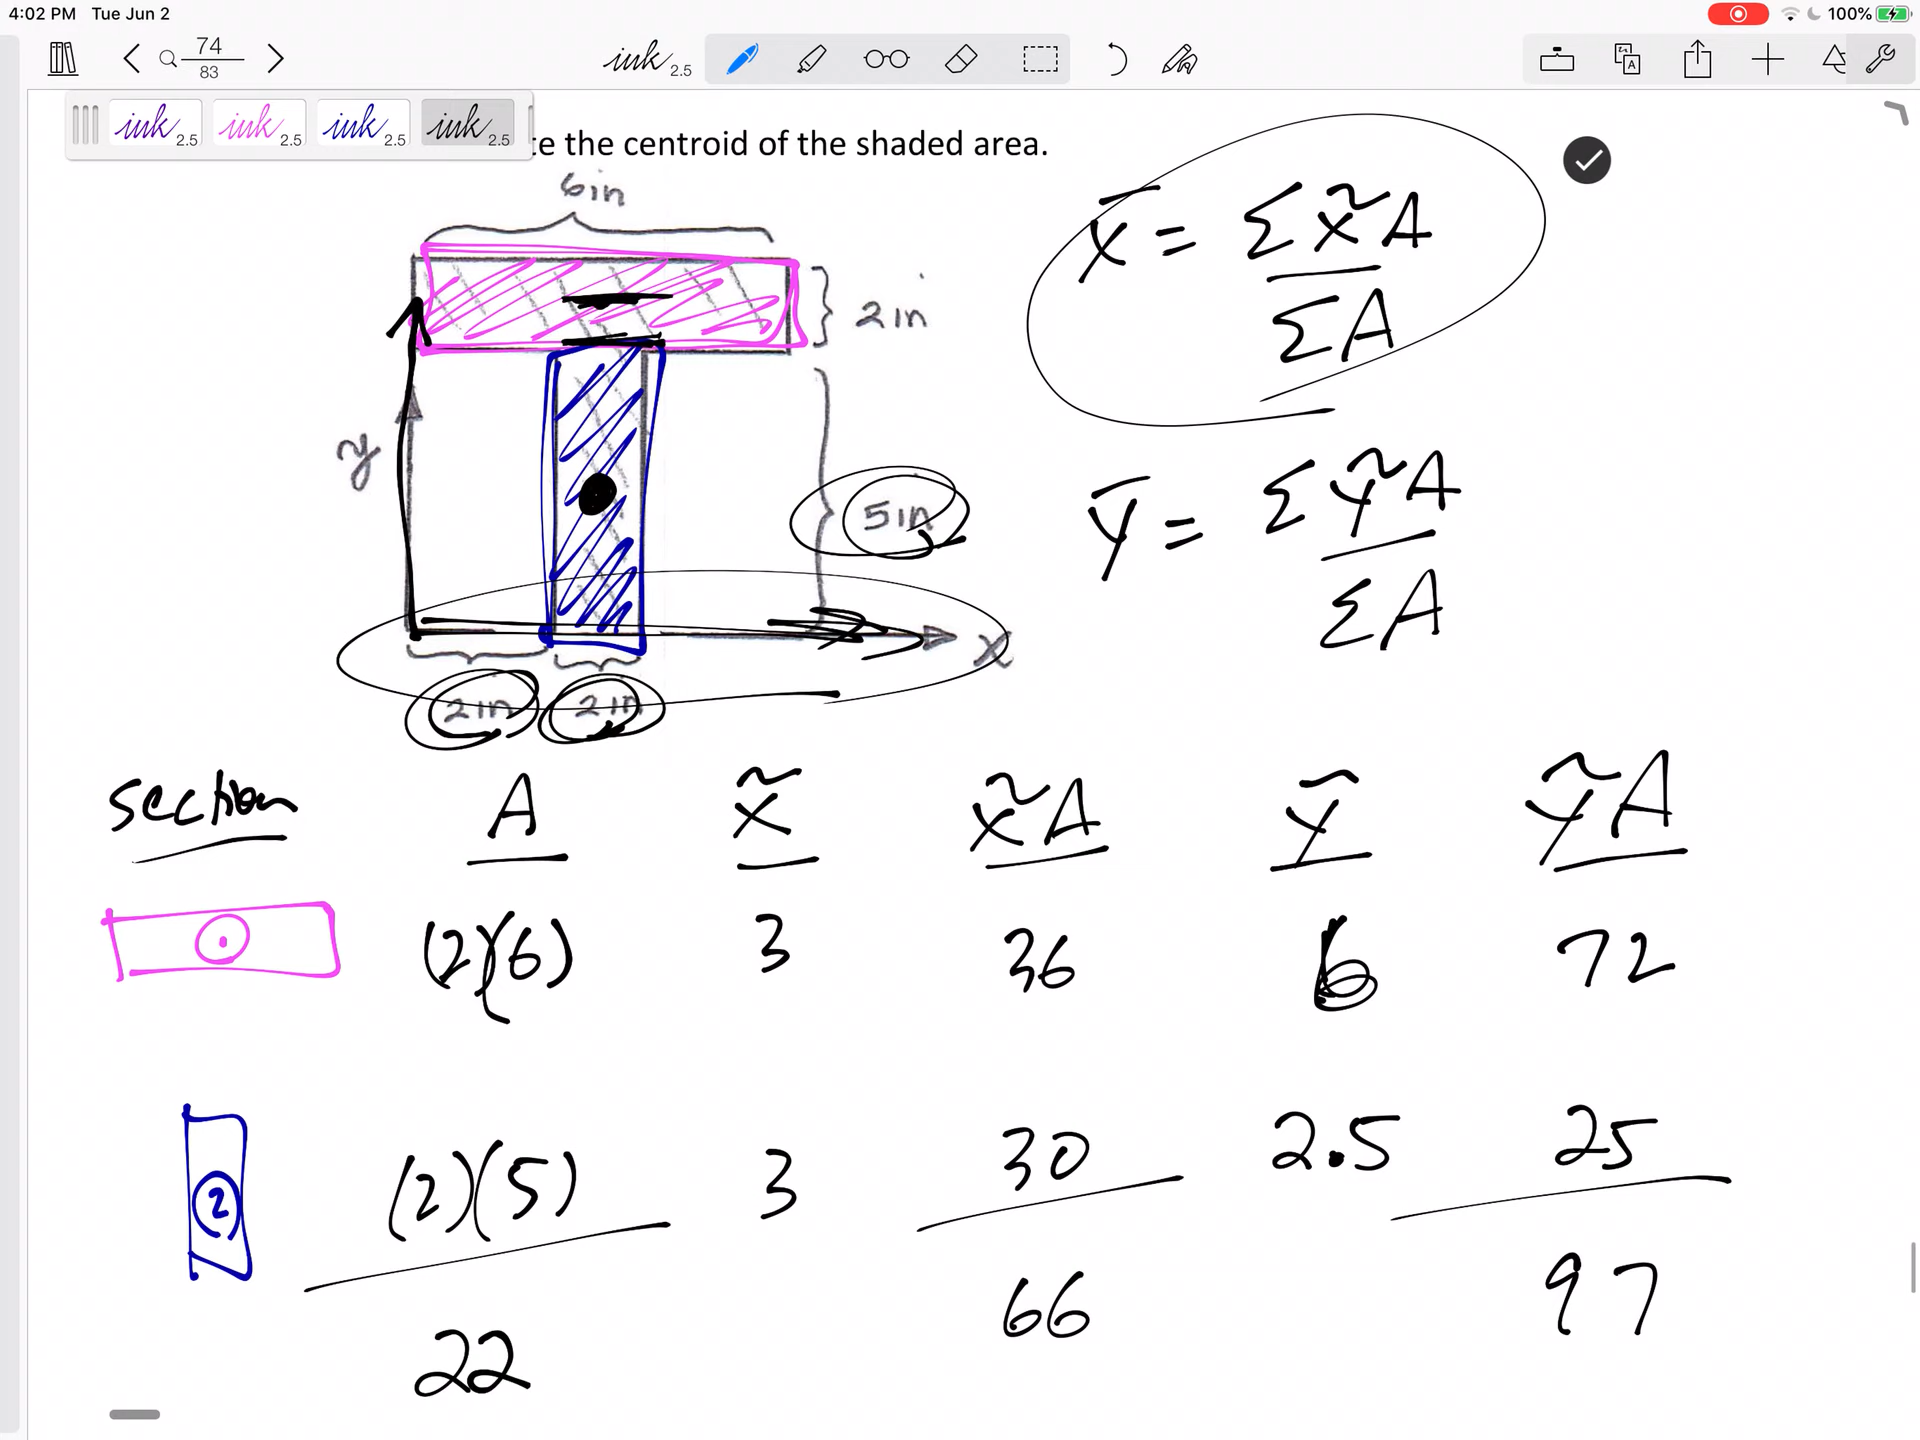 4:02 PM Tue Jun 2 100%
74
83
ink 2.5
ink 2.5 ink 2.5 ink 2.5 ink 2.5
te the centroid of the shaded area.
6in
2in
y
5in
x
2in 2in
x̄ = Σx̃A / ΣA
ȳ = ΣỹA / ΣA
section A x̃ x̃A ỹ ỹA
1 (2)(6) 3 36 6 72
2 (2)(5) 3 30 2.5 25
22 66 97